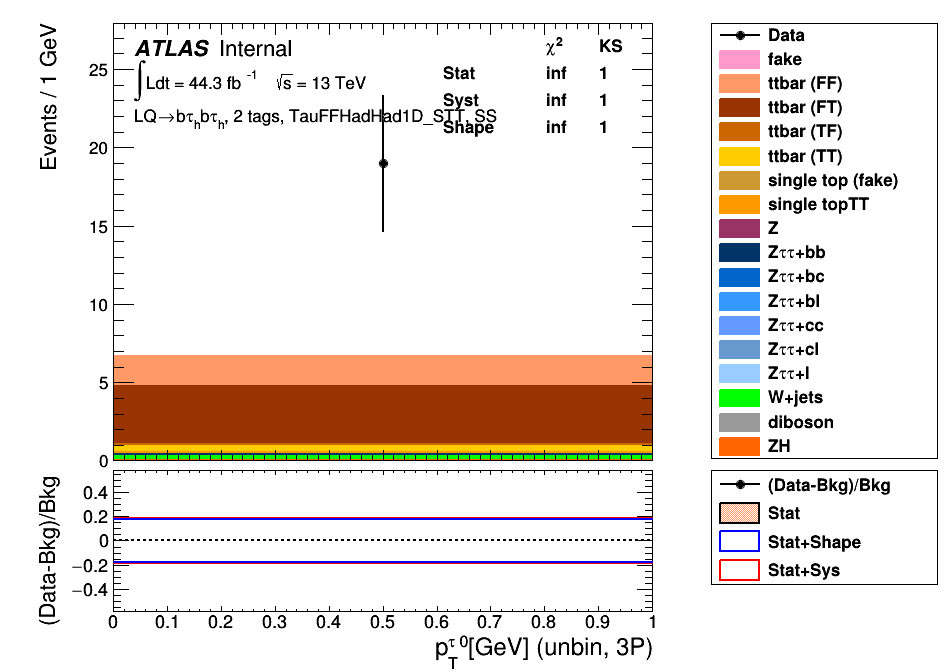 ATLAS Internal
∫Ldt = 44.3 fb⁻¹ √s = 13 TeV
LQ→bτ_h bτ_h, 2 tags, TauFFHadHad1D_STT, SS
χ² KS
Stat inf 1
Syst inf 1
Shape inf 1
Events / 1 GeV
25
20
15
10
5
0
Data
fake
ttbar (FF)
ttbar (FT)
ttbar (TF)
ttbar (TT)
single top (fake)
single topTT
Z
Zττ+bb
Zττ+bc
Zττ+bl
Zττ+cc
Zττ+cl
Zττ+l
W+jets
diboson
ZH
(Data-Bkg)/Bkg
0.4
0.2
0
−0.2
−0.4
(Data-Bkg)/Bkg
Stat
Stat+Shape
Stat+Sys
0 0.1 0.2 0.3 0.4 0.5 0.6 0.7 0.8 0.9 1
p_T^τ 0[GeV] (unbin, 3P)